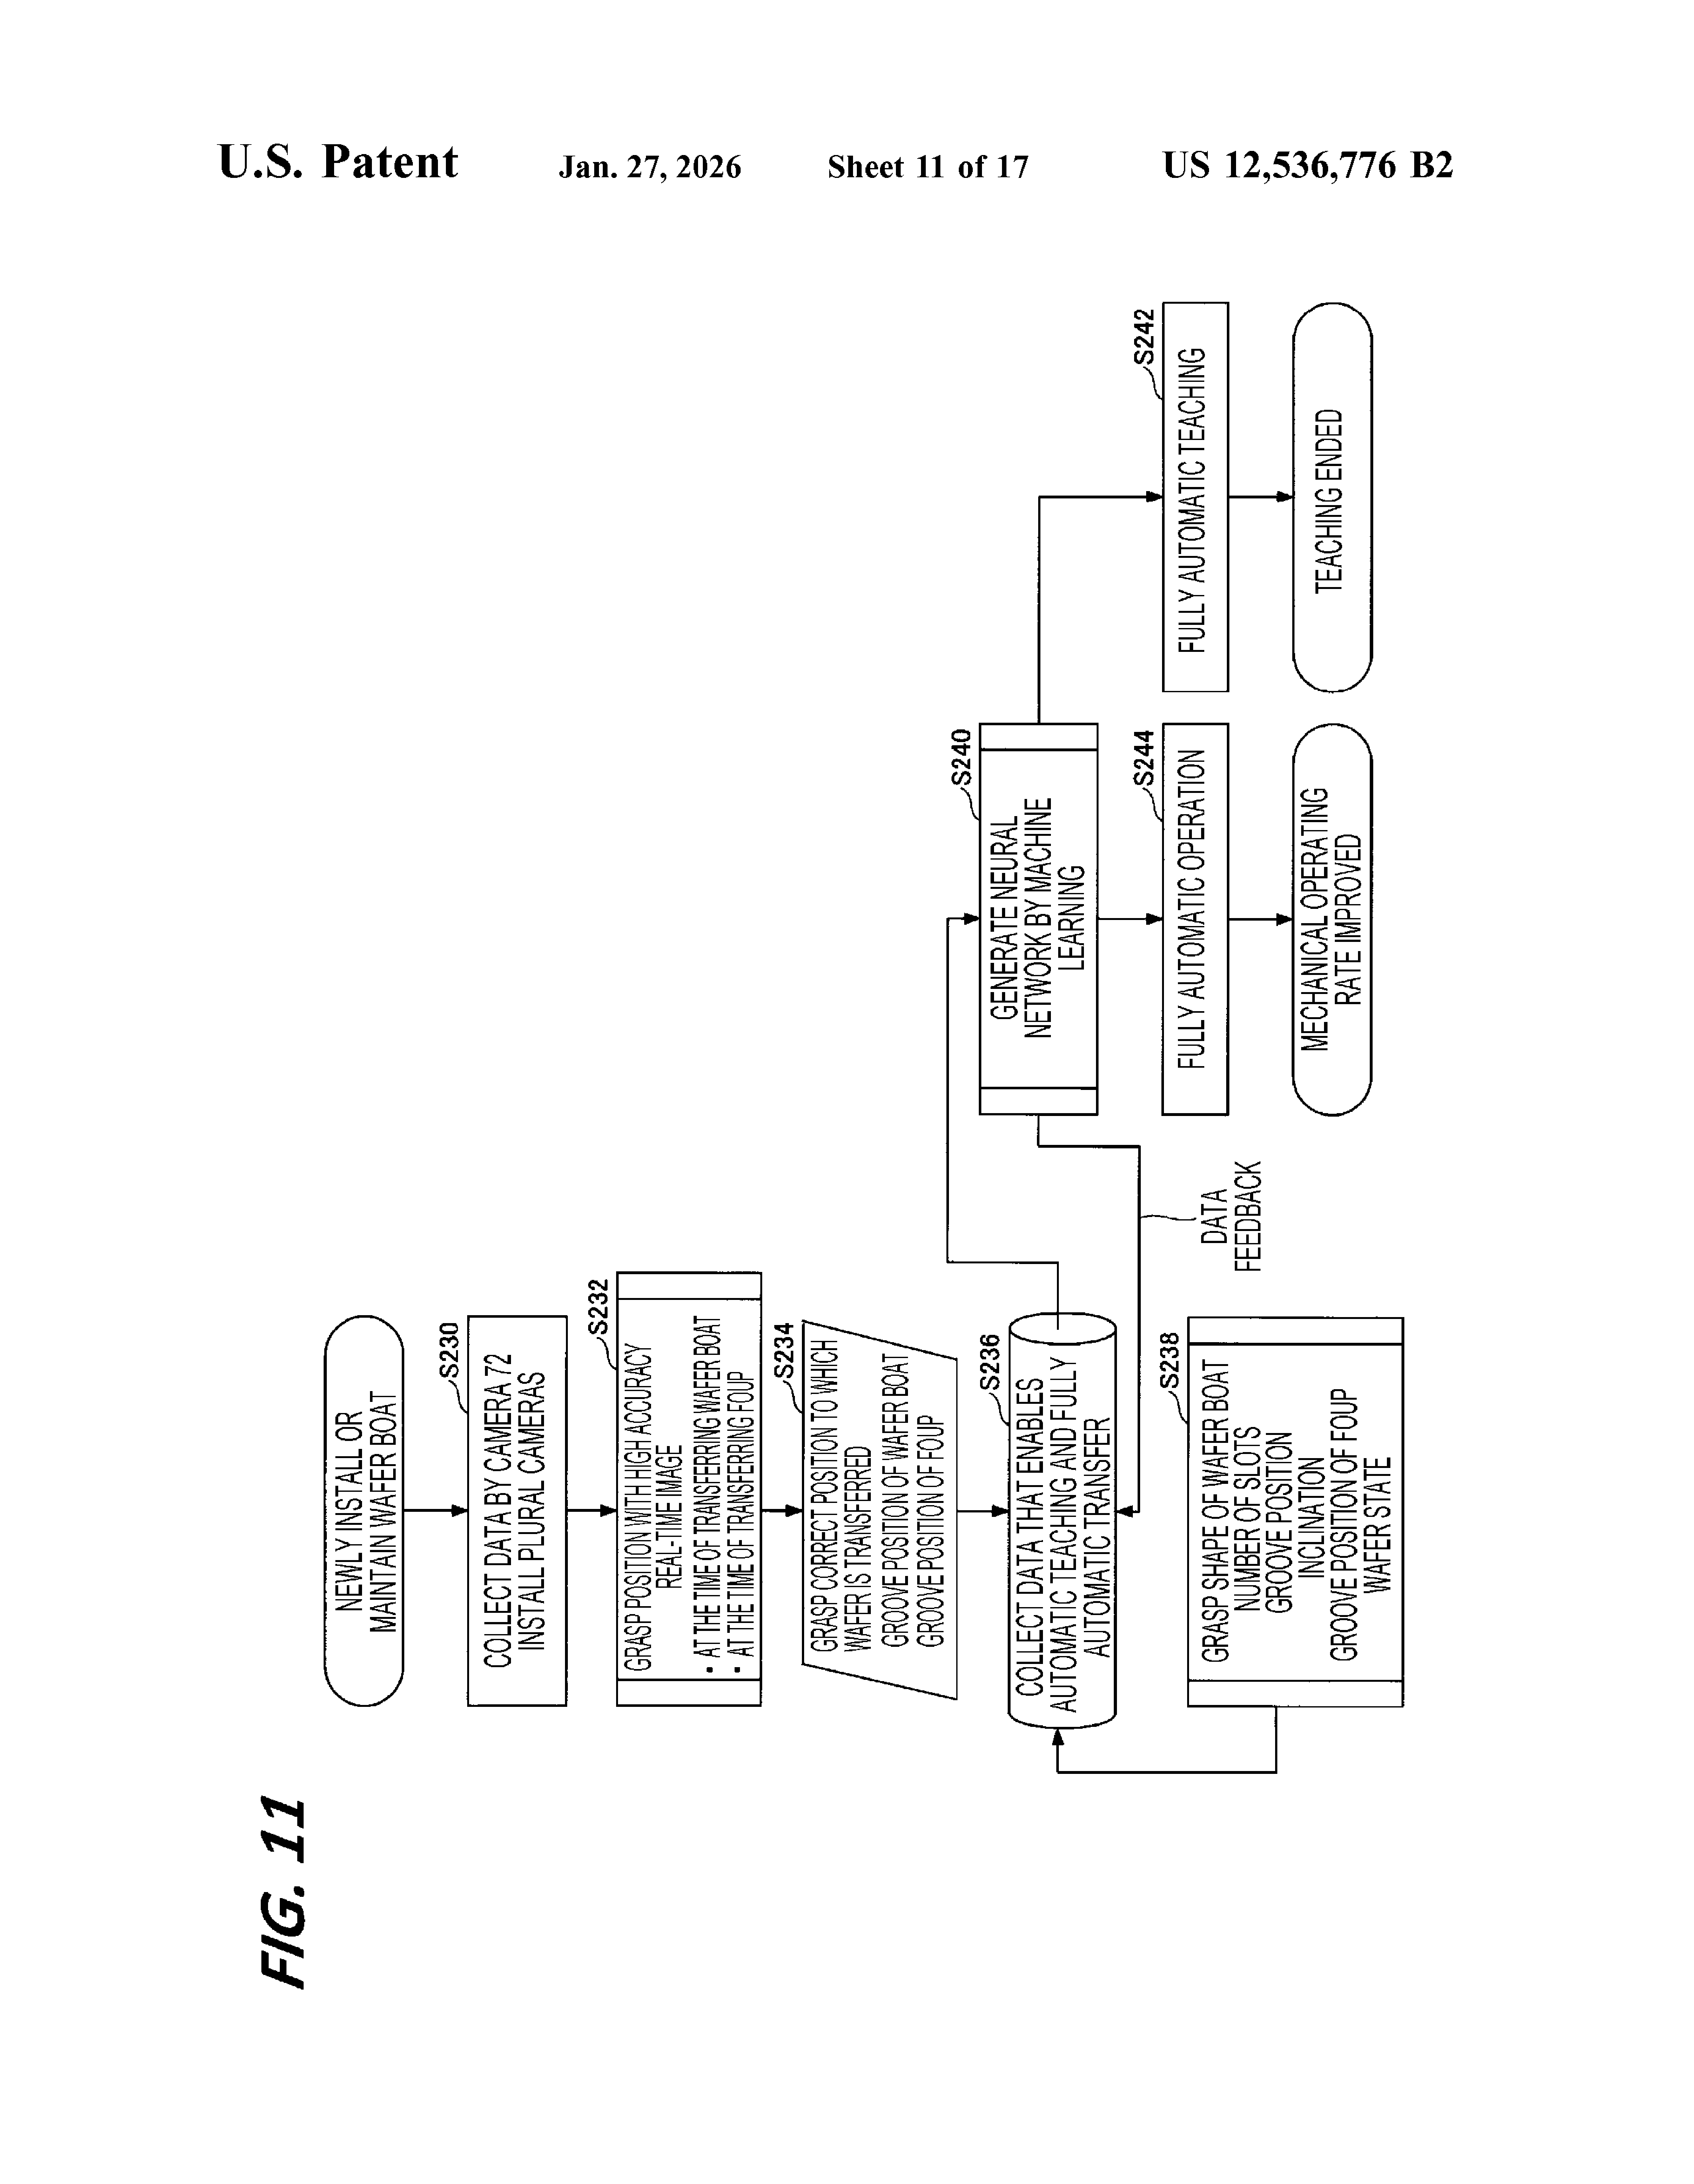 U.S. Patent    Jan. 27, 2026    Sheet 11 of 17    US 12,536,776 B2
FIG. 11
NEWLY INSTALL OR
MAINTAIN WAFER BOAT
S230
COLLECT DATA BY CAMERA 72
INSTALL PLURAL CAMERAS
S232
GRASP POSITION WITH HIGH ACCURACY
REAL-TIME IMAGE
• AT THE TIME OF TRANSFERRING WAFER BOAT
• AT THE TIME OF TRANSFERRING FOUP
S234
GRASP CORRECT POSITION TO WHICH
WAFER IS TRANSFERRED
GROOVE POSITION OF WAFER BOAT
GROOVE POSITION OF FOUP
S236
COLLECT DATA THAT ENABLES
AUTOMATIC TEACHING AND FULLY
AUTOMATIC TRANSFER
S238
GRASP SHAPE OF WAFER BOAT
NUMBER OF SLOTS
GROOVE POSITION
INCLINATION
GROOVE POSITION OF FOUP
WAFER STATE
DATA
FEEDBACK
S240
GENERATE NEURAL
NETWORK BY MACHINE
LEARNING
S244
FULLY AUTOMATIC OPERATION
MECHANICAL OPERATING
RATE IMPROVED
S242
FULLY AUTOMATIC TEACHING
TEACHING ENDED